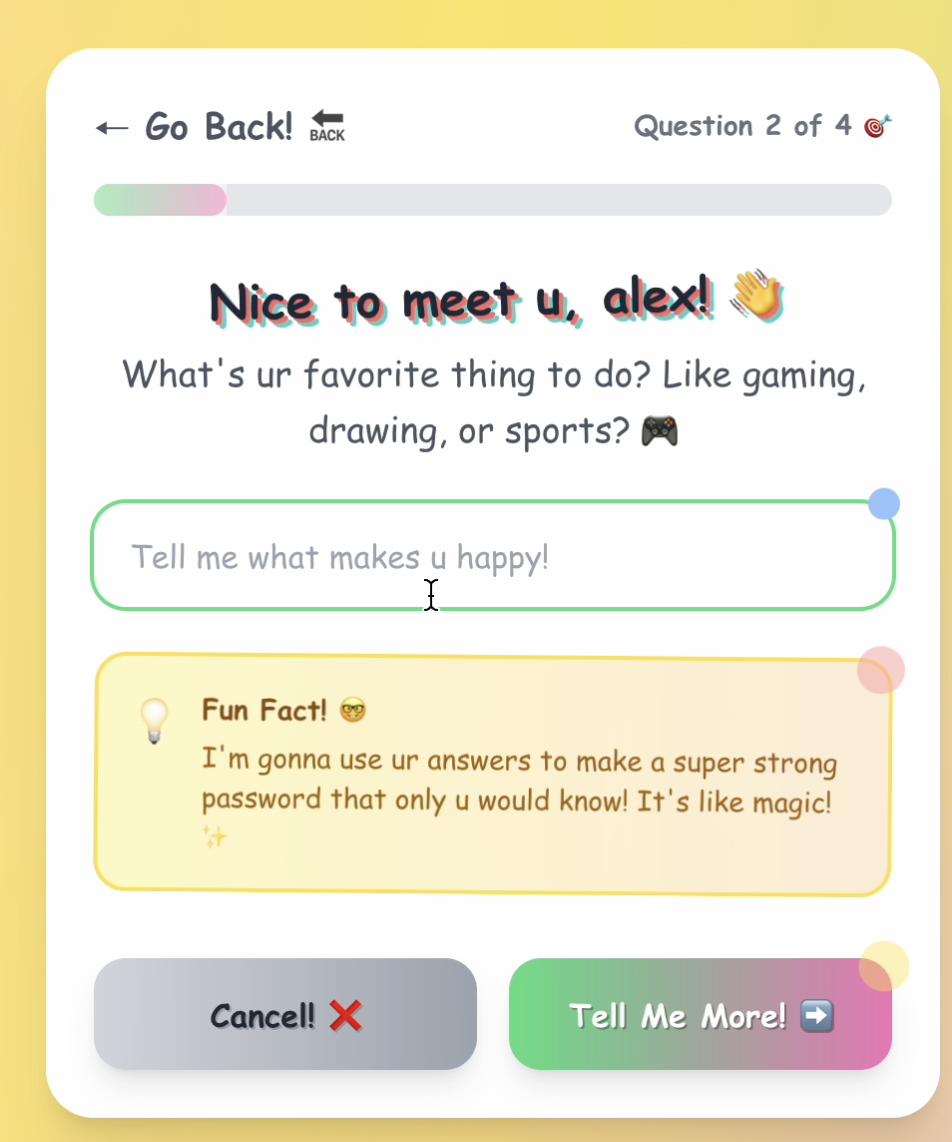 ← Go Back! 🔙
Question 2 of 4 🎯
Nice to meet u, alex! 👋
What's ur favorite thing to do? Like gaming,
drawing, or sports? 🎮
Tell me what makes u happy!
💡 Fun Fact! 🤓
I'm gonna use ur answers to make a super strong
password that only u would know! It's like magic!
✨
Cancel! ❌
Tell Me More! ➡️